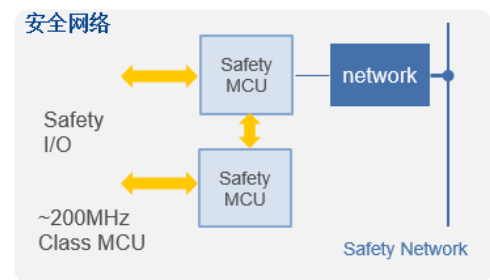 安全网络
Safety
MCU
network
Safety
I/O
Safety
MCU
~200MHz
Class MCU
Safety Network